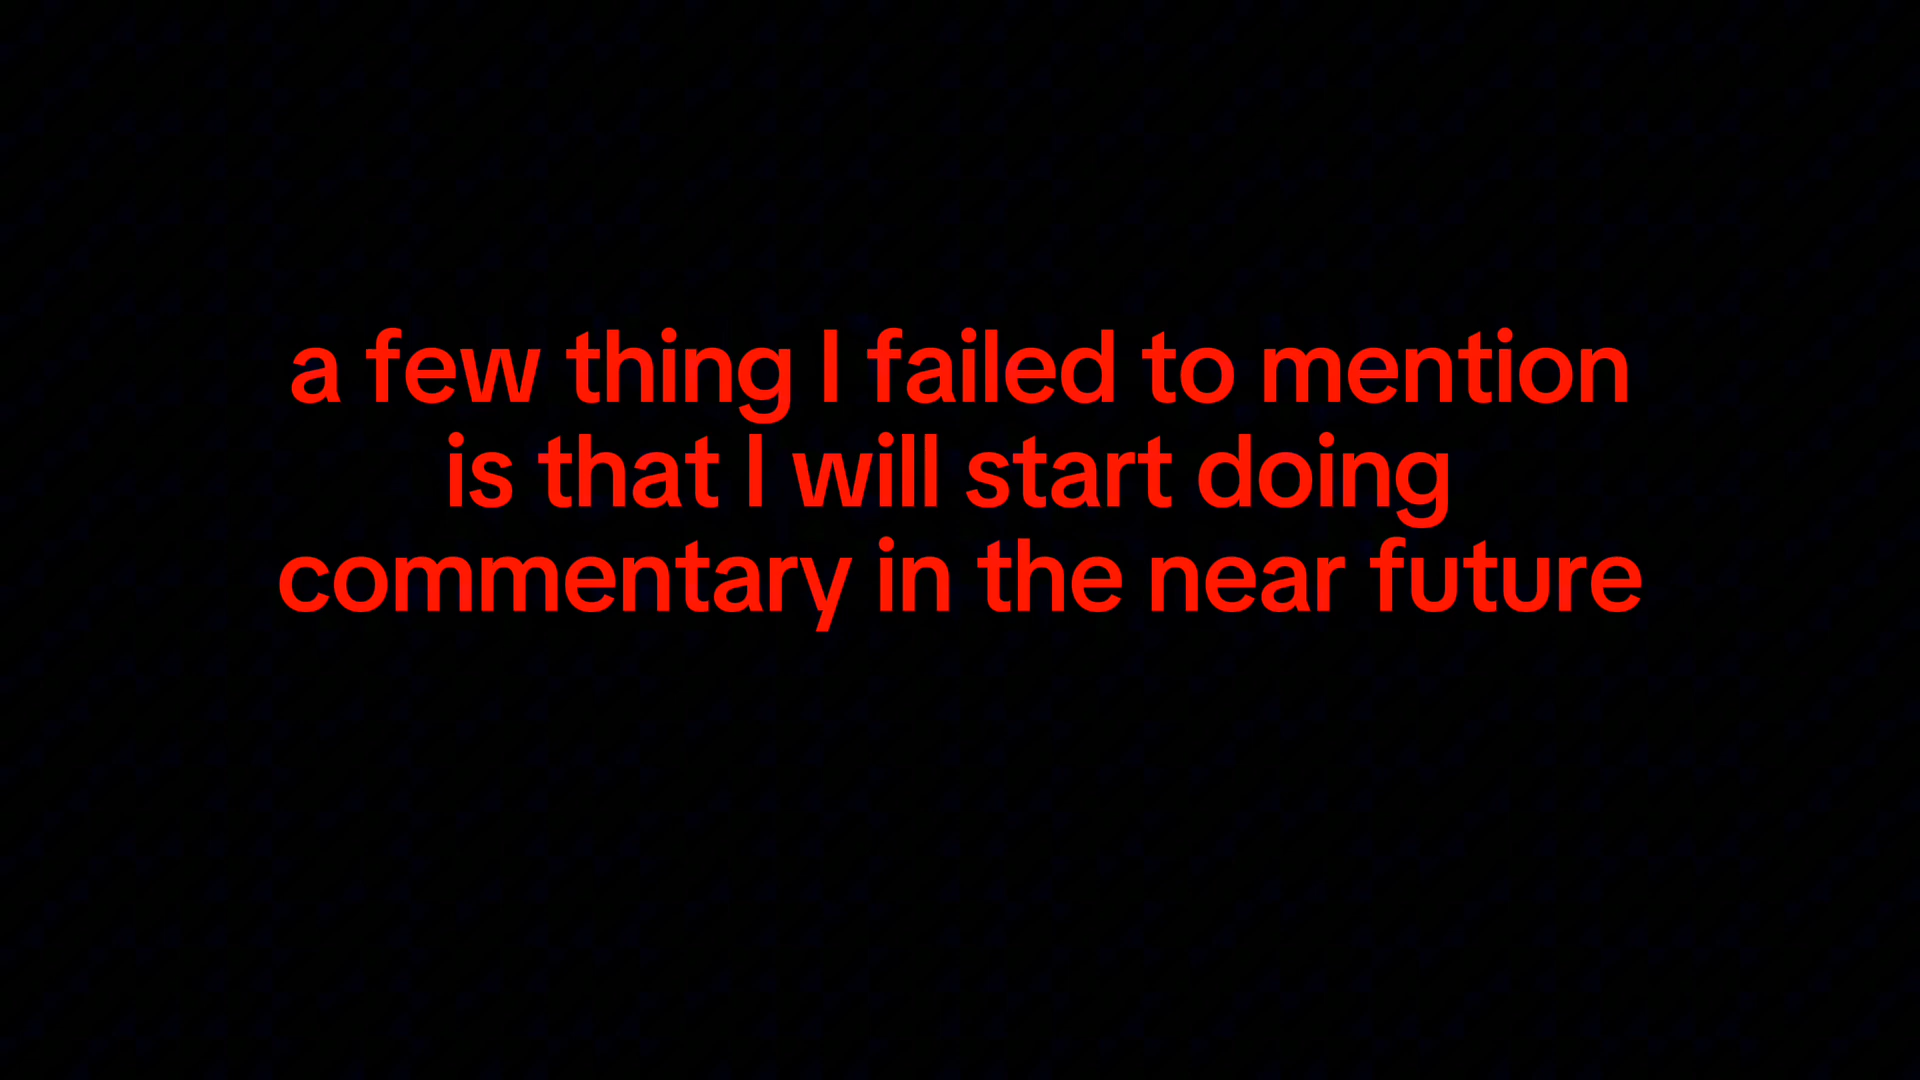 a few thing I failed to mention
is that I will start doing
commentary in the near future